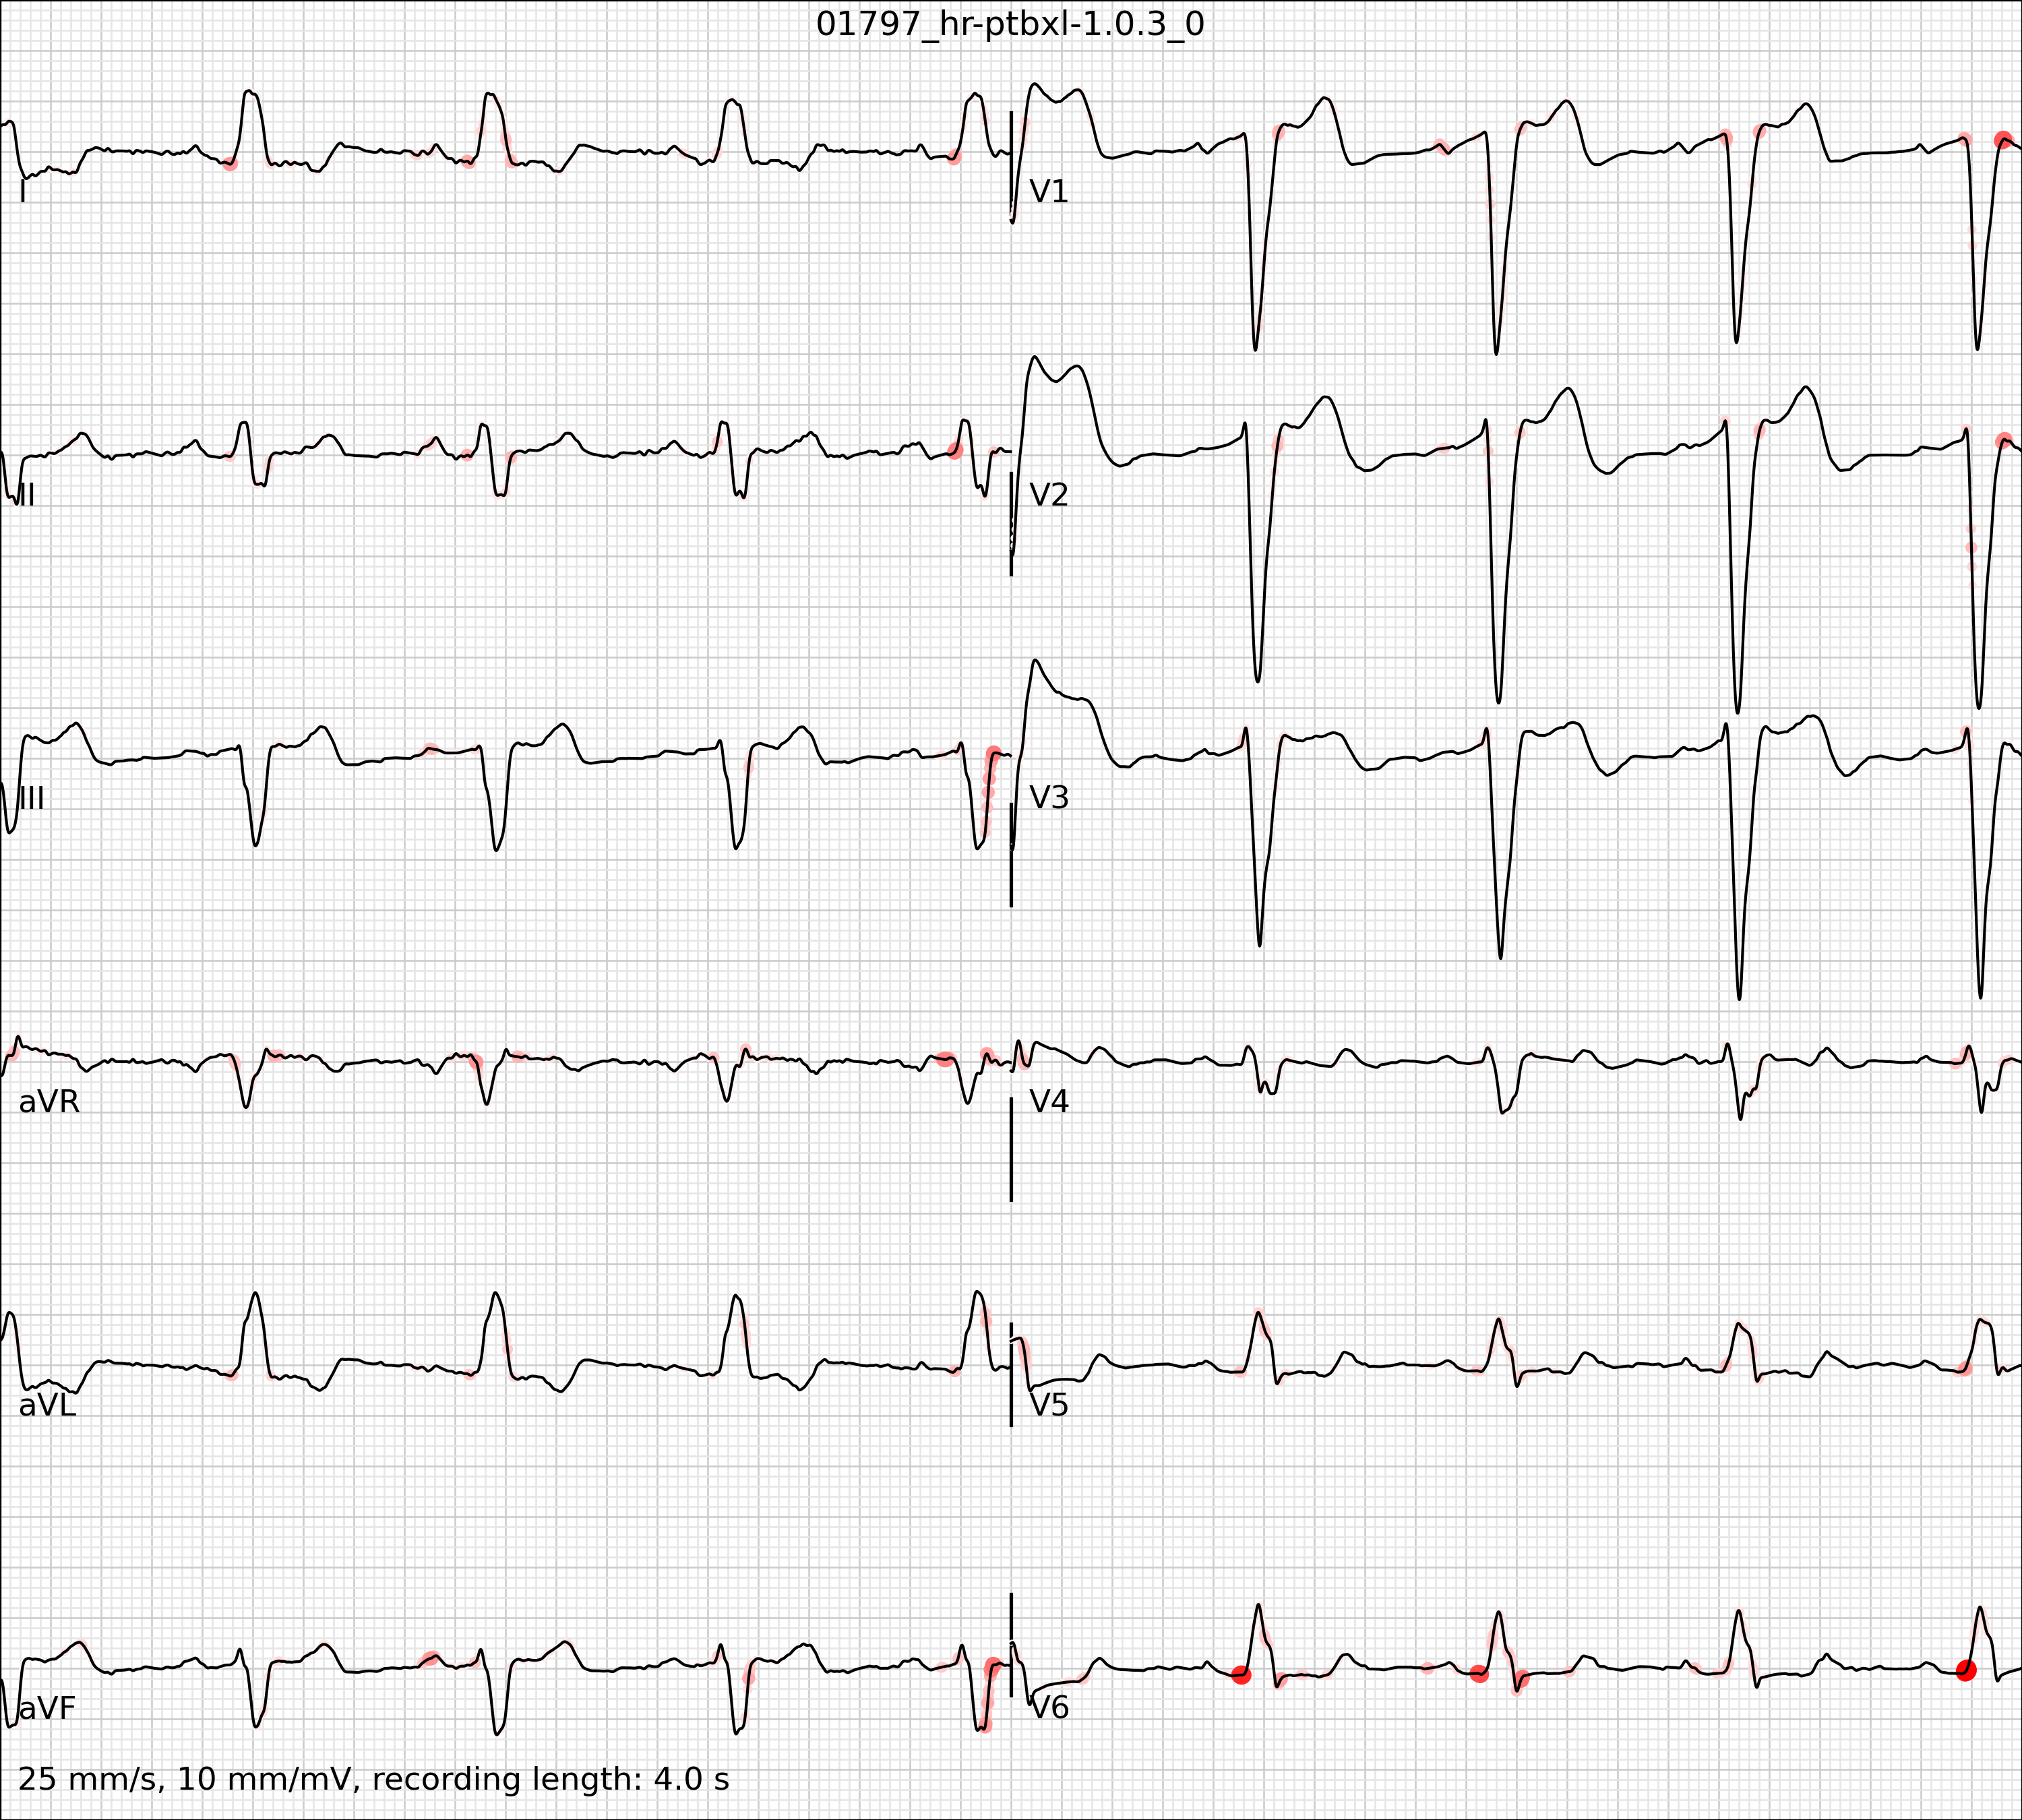 01797_hr-ptbxl-1.0.3_0
I
V1
II
V2
III
V3
aVR
V4
aVL
V5
aVF
V6
25 mm/s, 10 mm/mV, recording length: 4.0 s